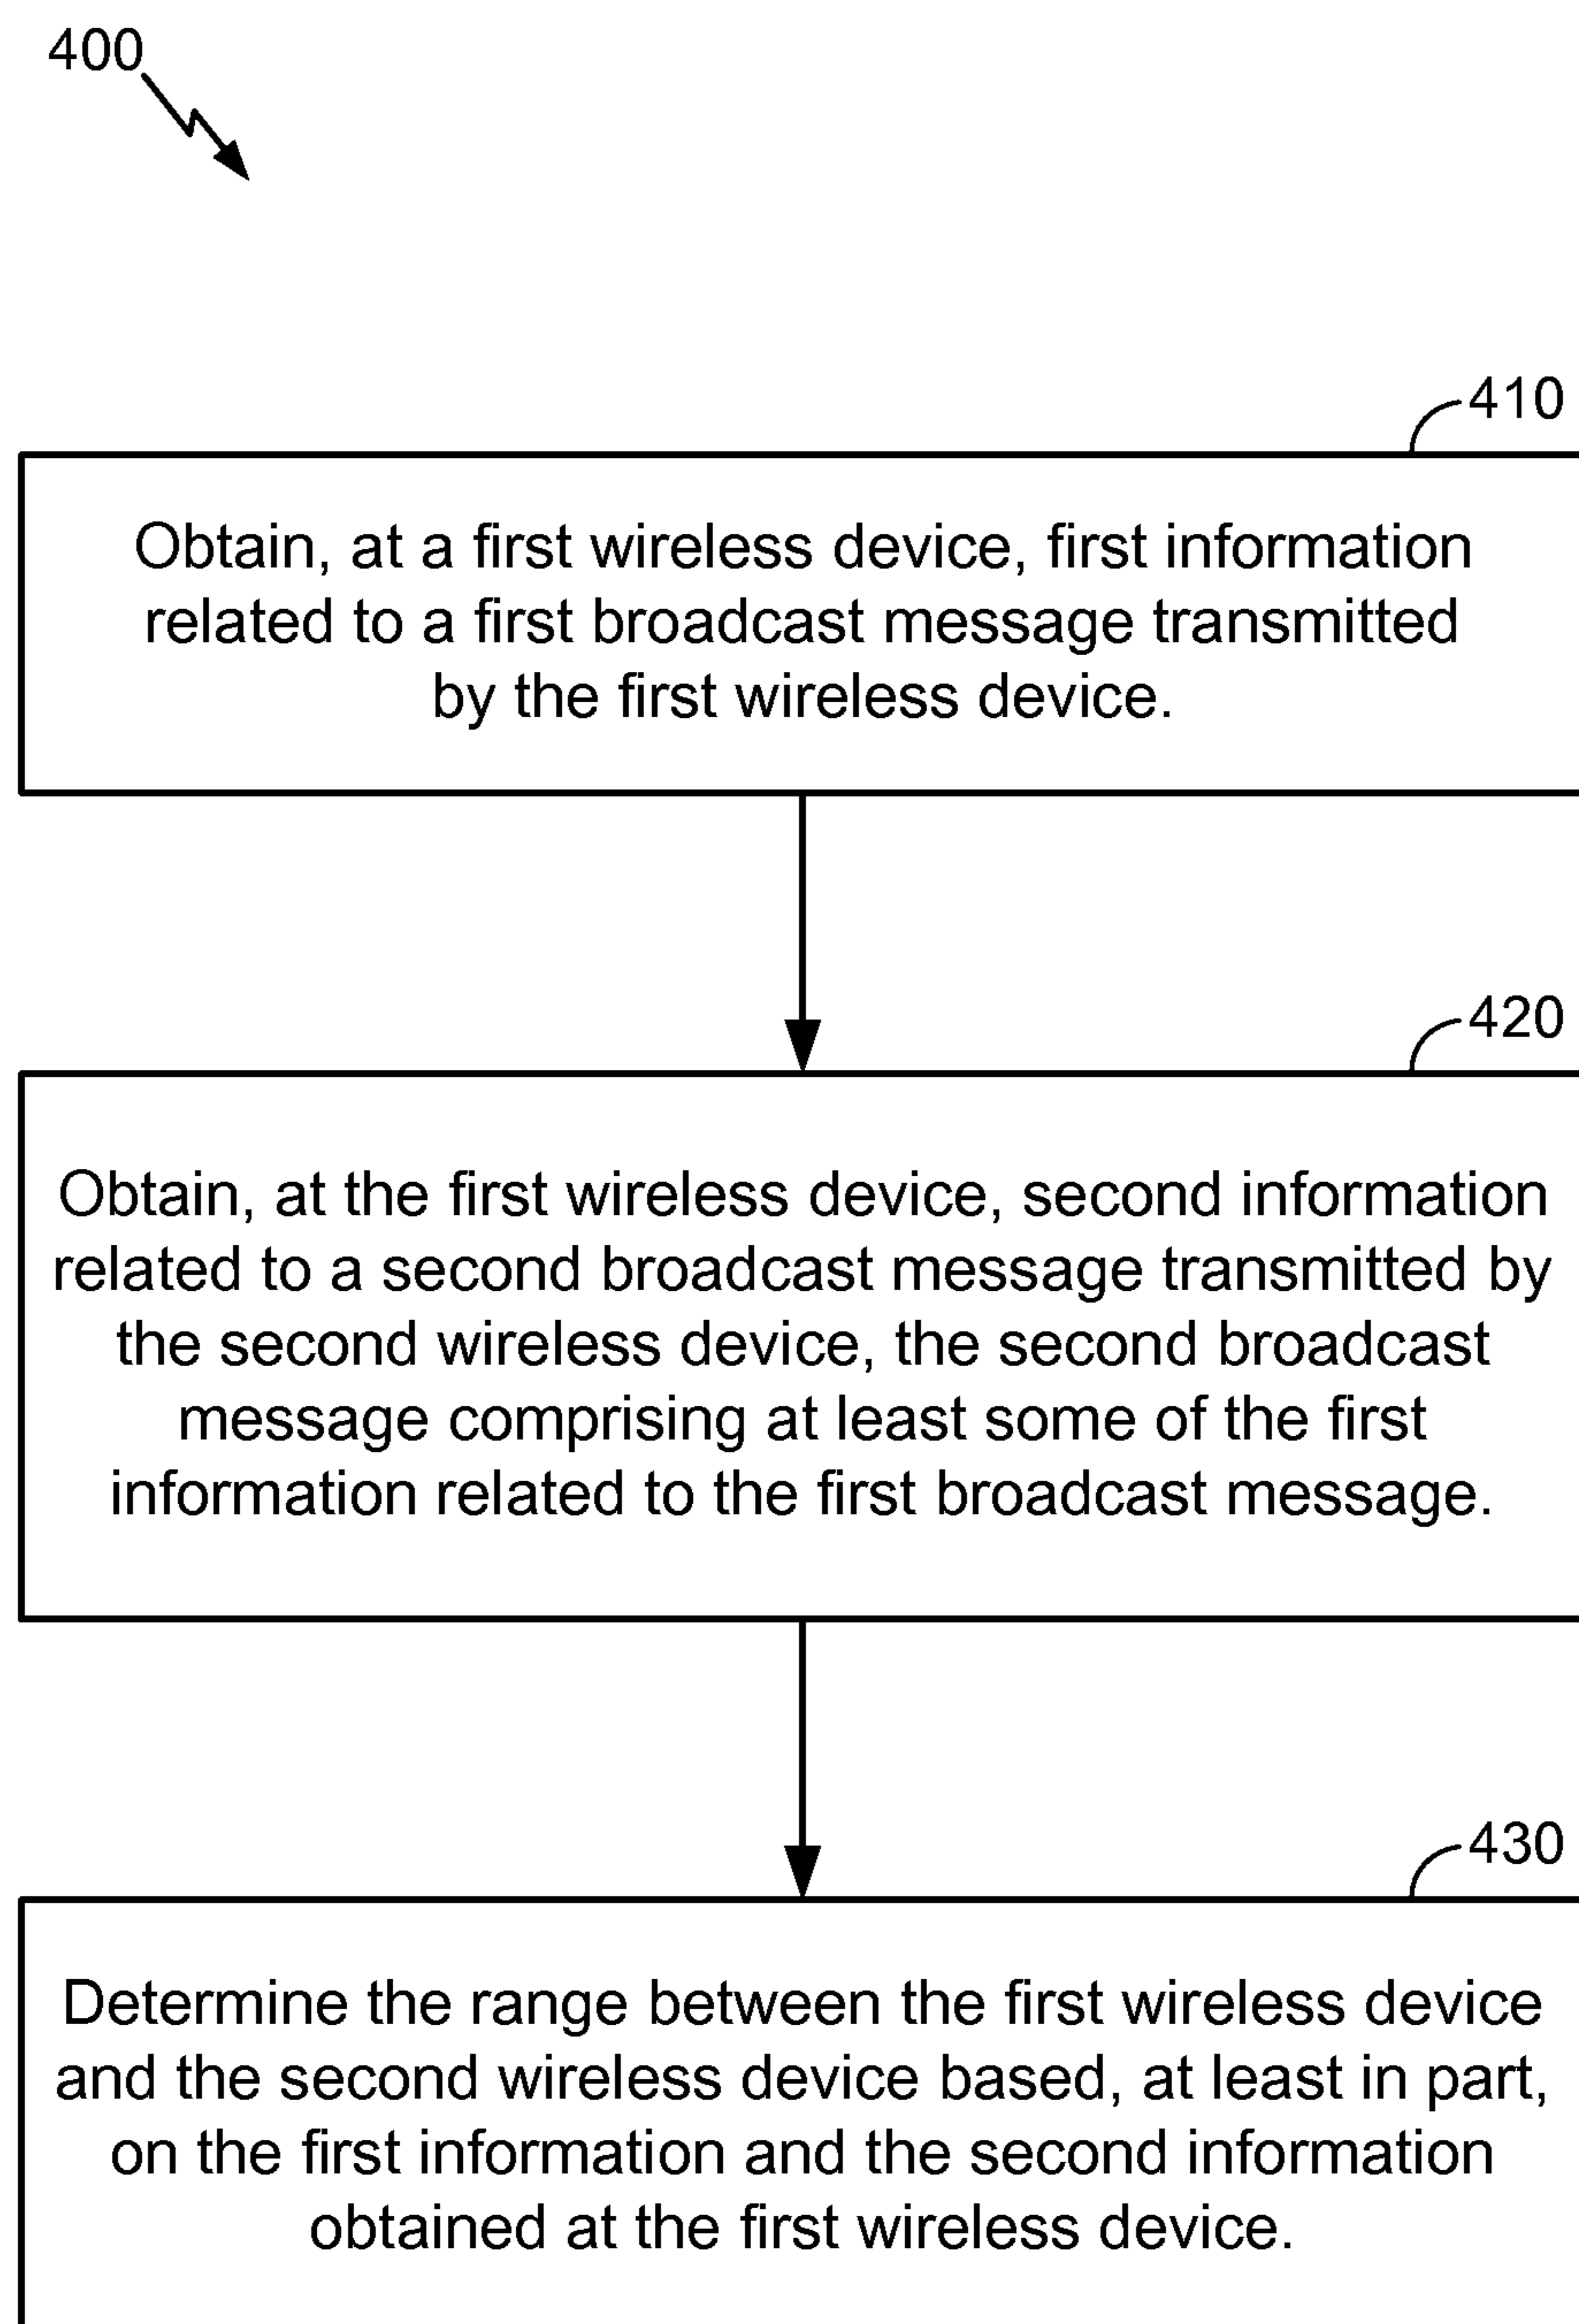 400
410
Obtain, at a first wireless device, first information
related to a first broadcast message transmitted
by the first wireless device.
420
Obtain, at the first wireless device, second information
related to a second broadcast message transmitted by
the second wireless device, the second broadcast
message comprising at least some of the first
information related to the first broadcast message.
430
Determine the range between the first wireless device
and the second wireless device based, at least in part,
on the first information and the second information
obtained at the first wireless device.